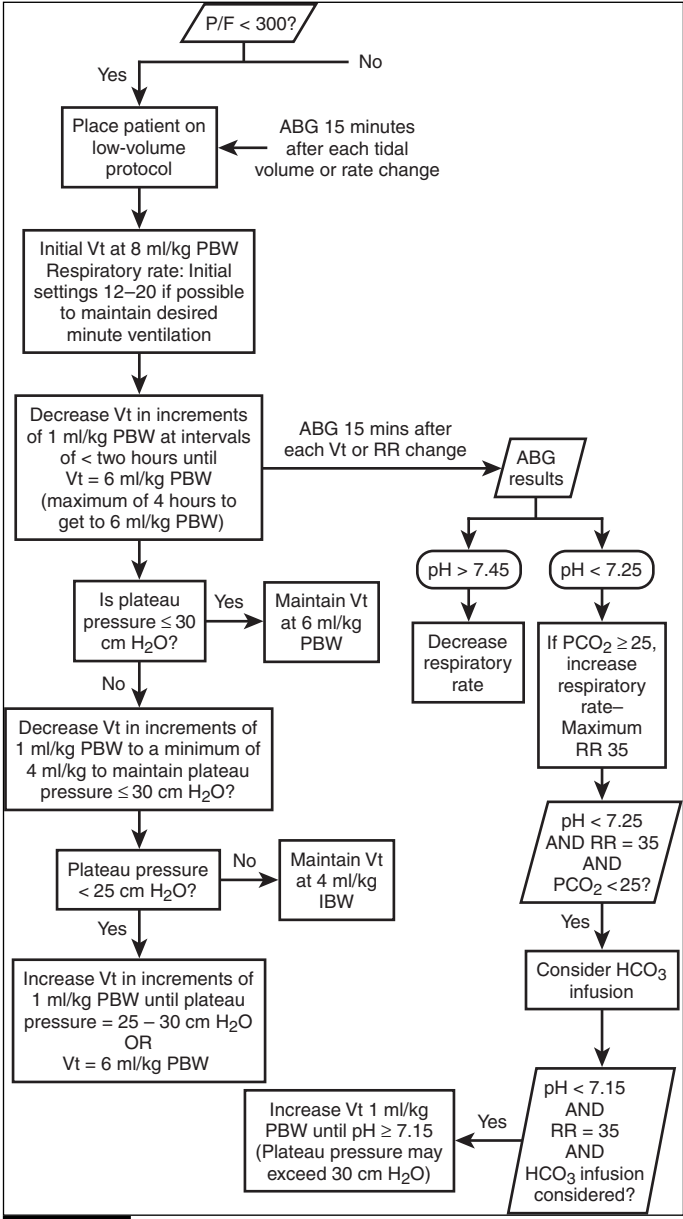 P/F < 300?
Yes
No
Place patient on
low-volume
protocol
ABG 15 minutes
after each tidal
volume or rate change
Initial Vt at 8 ml/kg PBW
Respiratory rate: Initial
settings 12–20 if possible
to maintain desired
minute ventilation
Decrease Vt in increments
of 1 ml/kg PBW at intervals
of < two hours until
Vt = 6 ml/kg PBW
(maximum of 4 hours to
get to 6 ml/kg PBW)
ABG 15 mins after
each Vt or RR change
ABG
results
pH > 7.45
pH < 7.25
Decrease
respiratory
rate
If PCO₂ ≥ 25,
increase
respiratory
rate–
Maximum
RR 35
Is plateau
pressure ≤ 30
cm H₂O?
Yes
Maintain Vt
at 6 ml/kg
PBW
No
Decrease Vt in increments of
1 ml/kg PBW to a minimum of
4 ml/kg to maintain plateau
pressure ≤ 30 cm H₂O?
Plateau pressure
< 25 cm H₂O?
No
Maintain Vt
at 4 ml/kg
IBW
Yes
Increase Vt in increments of
1 ml/kg PBW until plateau
pressure = 25 – 30 cm H₂O
OR
Vt = 6 ml/kg PBW
pH < 7.25
AND RR = 35
AND
PCO₂ < 25?
Yes
Consider HCO₃
infusion
pH < 7.15
AND
RR = 35
AND
HCO₃ infusion
considered?
Yes
Increase Vt 1 ml/kg
PBW until pH ≥ 7.15
(Plateau pressure may
exceed 30 cm H₂O)